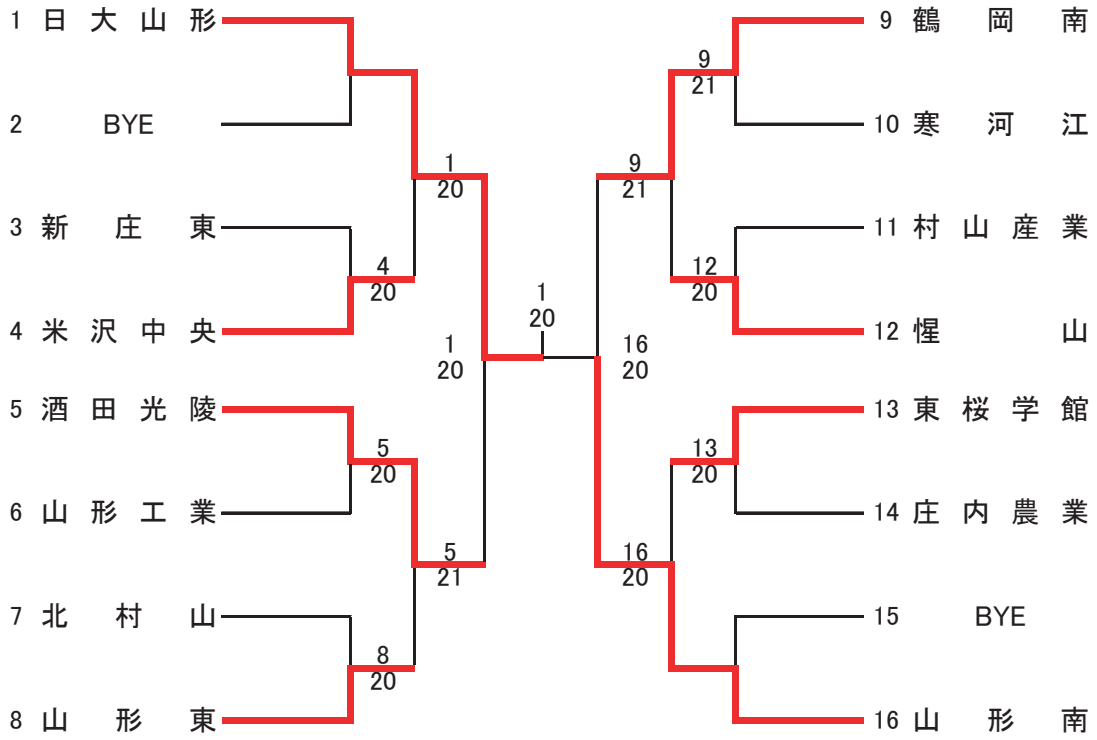 1 日大山形
2 BYE
3 新庄東
4 米沢中央
5 酒田光陵
6 山形工業
7 北村山
8 山形東
4
20
5
20
8
20
1
20
1
20
5
21
1
20
9
21
16
20
16
20
9
21
12
20
13
20
9 鶴岡南
10 寒河江
11 村山産業
12 惺山
13 東桜学館
14 庄内農業
15 BYE
16 山形南